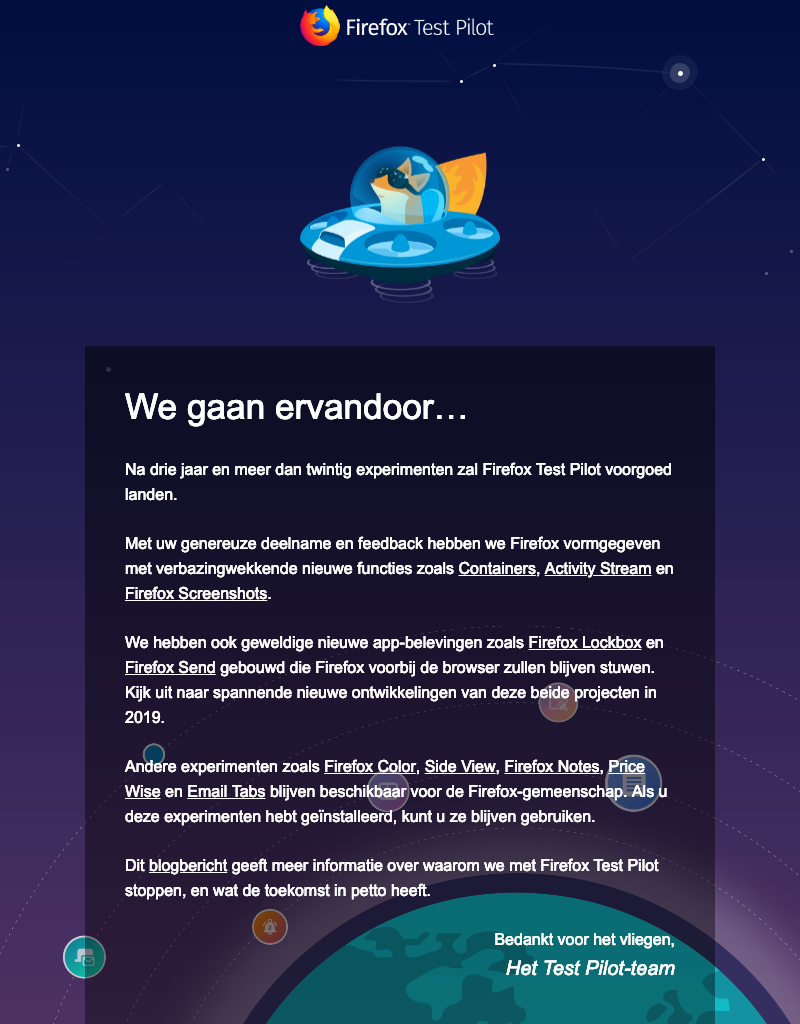 Firefox Test Pilot
We gaan ervandoor…
Na drie jaar en meer dan twintig experimenten zal Firefox Test Pilot voorgoed
landen.
Met uw genereuze deelname en feedback hebben we Firefox vormgegeven
met verbazingwekkende nieuwe functies zoals Containers, Activity Stream en
Firefox Screenshots.
We hebben ook geweldige nieuwe app-belevingen zoals Firefox Lockbox en
Firefox Send gebouwd die Firefox voorbij de browser zullen blijven stuwen.
Kijk uit naar spannende nieuwe ontwikkelingen van deze beide projecten in
2019.
Andere experimenten zoals Firefox Color, Side View, Firefox Notes, Price
Wise en Email Tabs blijven beschikbaar voor de Firefox-gemeenschap. Als u
deze experimenten hebt geïnstalleerd, kunt u ze blijven gebruiken.
Dit blogbericht geeft meer informatie over waarom we met Firefox Test Pilot
stoppen, en wat de toekomst in petto heeft.
Bedankt voor het vliegen,
Het Test Pilot-team